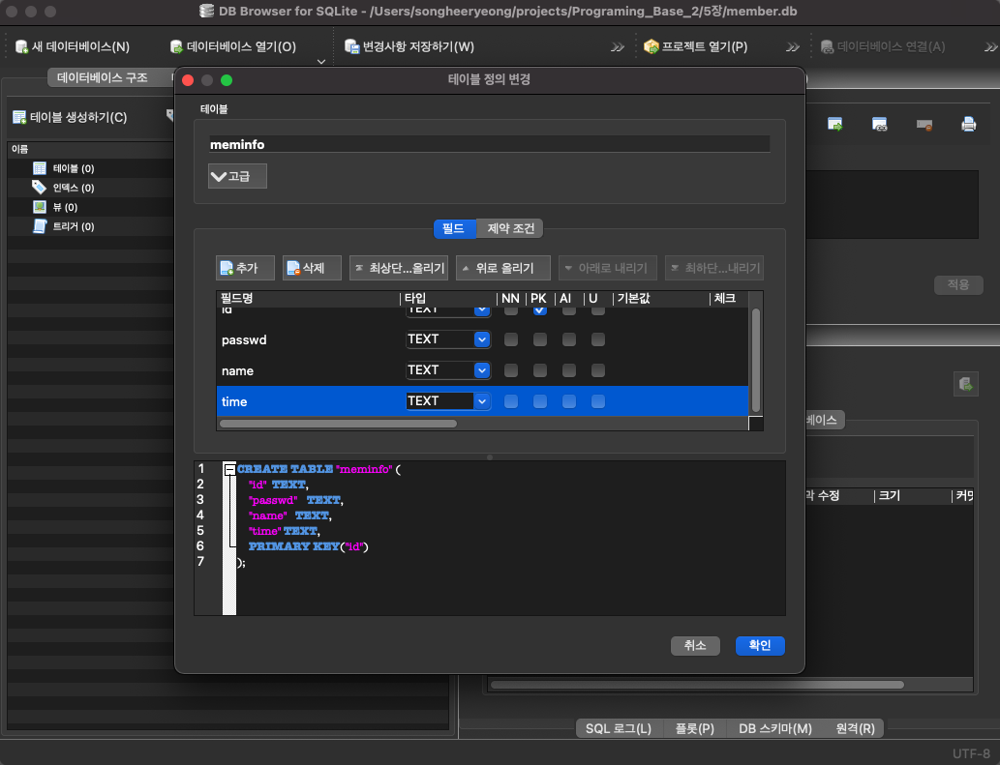 DB Browser for SQLite - /Users/songheeryeong/projects/Programing_Base_2/5장/member.db
새 데이터베이스(N) 데이터베이스 열기(O) 변경사항 저장하기(W) 프로젝트 열기(P) 데이터베이스 연결(A)
데이터베이스 구조
테이블 정의 변경
테이블 생성하기(C)
이름
테이블 (0)
인덱스 (0)
뷰 (0)
트리거 (0)
테이블
meminfo
고급
필드 제약 조건
추가 삭제 최상단...올리기 위로 올리기 아래로 내리기 최하단...내리기
필드명 타입 NN PK AI U 기본값 체크
id TEXT
passwd TEXT
name TEXT
time TEXT
1 CREATE TABLE "meminfo" (
2 "id" TEXT,
3 "passwd" TEXT,
4 "name" TEXT,
5 "time" TEXT,
6 PRIMARY KEY("id")
7 );
취소 확인
적용
베이스
막 수정 크기 커밋
SQL 로그(L) 플롯(P) DB 스키마(M) 원격(R)
UTF-8